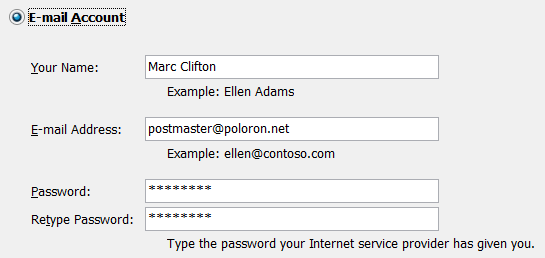 E-mail Account
Your Name: Marc Clifton
Example: Ellen Adams
E-mail Address: postmaster@poloron.net
Example: ellen@contoso.com
Password: ********
Retype Password: ********
Type the password your Internet service provider has given you.